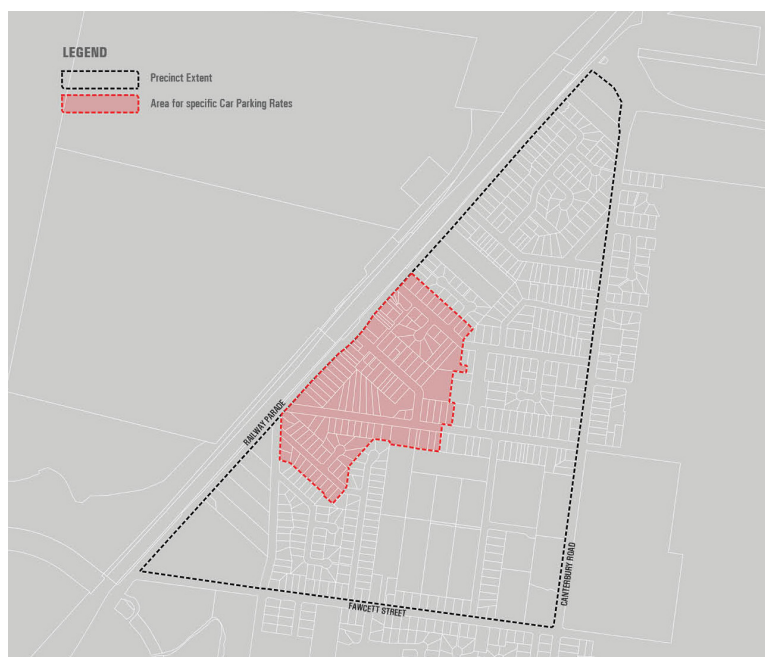 LEGEND
Precinct Extent
Area for specific Car Parking Rates
RAILWAY PARADE
CANTERBURY ROAD
FAWCETT STREET